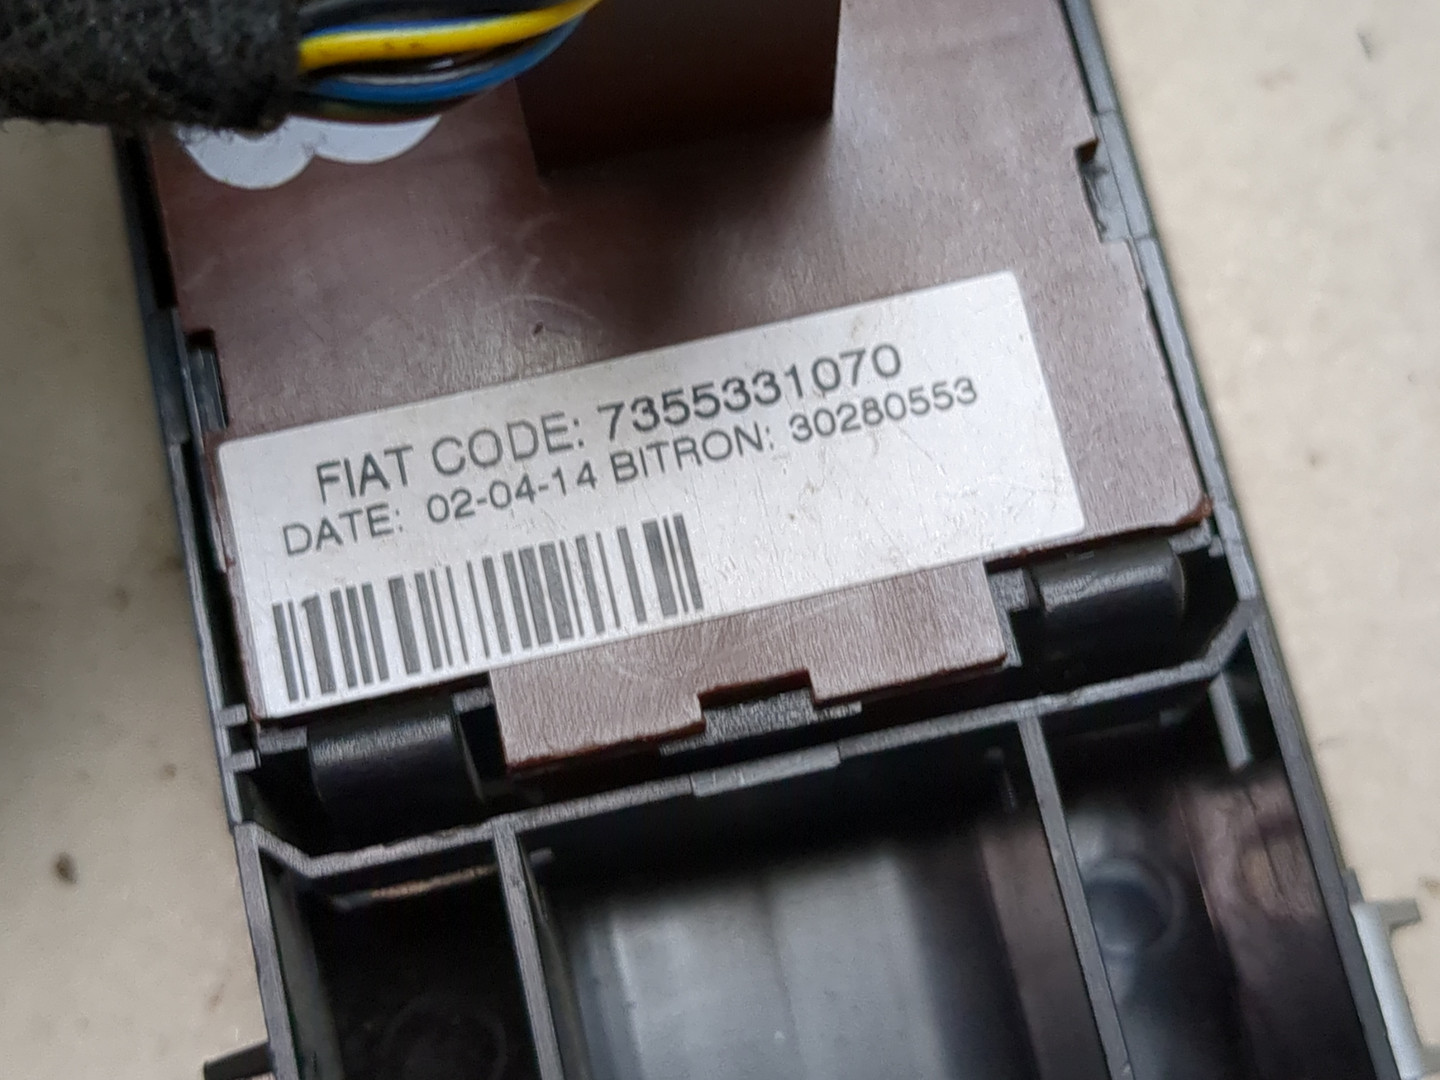 FIAT CODE: 7355331070
DATE: 02-04-14 BITRON: 30280553